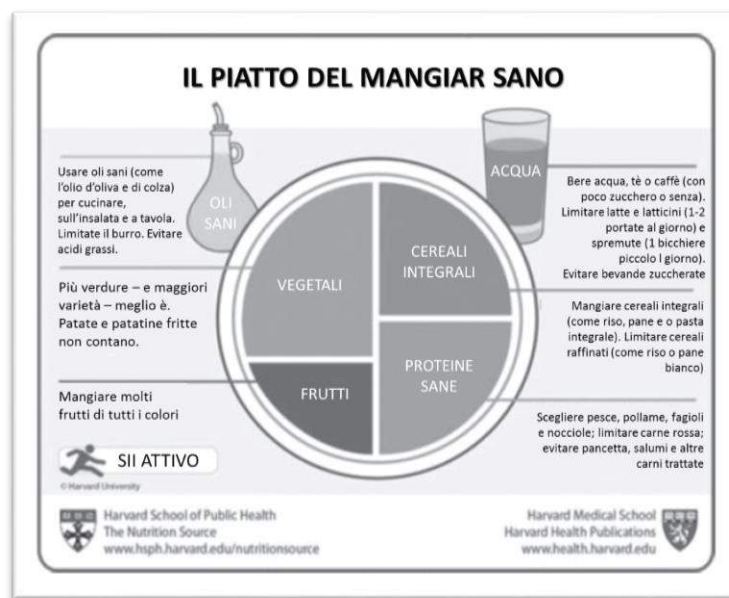 IL PIATTO DEL MANGIAR SANO
Usare oli sani (come
l'olio d'oliva e di colza)
per cucinare,
sull'insalata e a tavola.
Limitate il burro. Evitare
acidi grassi.
OLI
SANI
ACQUA
Bere acqua, tè o caffè (con
poco zucchero o senza).
Limitare latte e latticini (1-2
portate al giorno) e
spremute (1 bicchiere
piccolo l giorno).
Evitare bevande zuccherate
Più verdure – e maggiori
varietà – meglio è.
Patate e patatine fritte
non contano.
VEGETALI
CEREALI
INTEGRALI
Mangiare cereali integrali
(come riso, pane e o pasta
integrale). Limitare cereali
raffinati (come riso o pane
bianco)
Mangiare molti
frutti di tutti i colori
FRUTTI
PROTEINE
SANE
Scegliere pesce, pollame, fagioli
e nocciole; limitare carne rossa;
evitare pancetta, salumi e altre
carni trattate
SII ATTIVO
© Harvard University
Harvard School of Public Health
The Nutrition Source
www.hsph.harvard.edu/nutritionsource
Harvard Medical School
Harvard Health Publications
www.health.harvard.edu